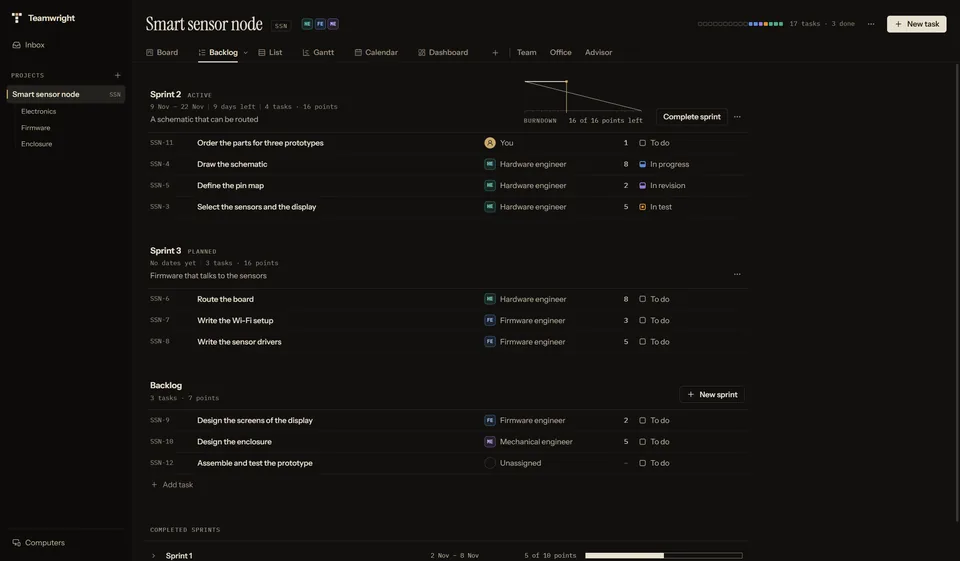 Teamwright
Inbox
PROJECTS
Smart sensor node SSN
Electronics
Firmware
Enclosure
Computers
Smart sensor node SSN HE FE ME
17 tasks · 3 done
New task
Board Backlog List Gantt Calendar Dashboard Team Office Advisor
Sprint 2 ACTIVE
9 Nov – 22 Nov | 9 days left | 4 tasks · 16 points
A schematic that can be routed
BURNDOWN 16 of 16 points left
Complete sprint
SSN-11 Order the parts for three prototypes You 1 To do
SSN-4 Draw the schematic HE Hardware engineer 8 In progress
SSN-5 Define the pin map HE Hardware engineer 2 In revision
SSN-3 Select the sensors and the display HE Hardware engineer 5 In test
Sprint 3 PLANNED
No dates yet | 3 tasks · 16 points
Firmware that talks to the sensors
SSN-6 Route the board HE Hardware engineer 8 To do
SSN-7 Write the Wi-Fi setup FE Firmware engineer 3 To do
SSN-8 Write the sensor drivers FE Firmware engineer 5 To do
Backlog
3 tasks · 7 points
New sprint
SSN-9 Design the screens of the display FE Firmware engineer 2 To do
SSN-10 Design the enclosure ME Mechanical engineer 5 To do
SSN-12 Assemble and test the prototype Unassigned – To do
Add task
COMPLETED SPRINTS
Sprint 1 2 Nov – 8 Nov 5 of 10 points